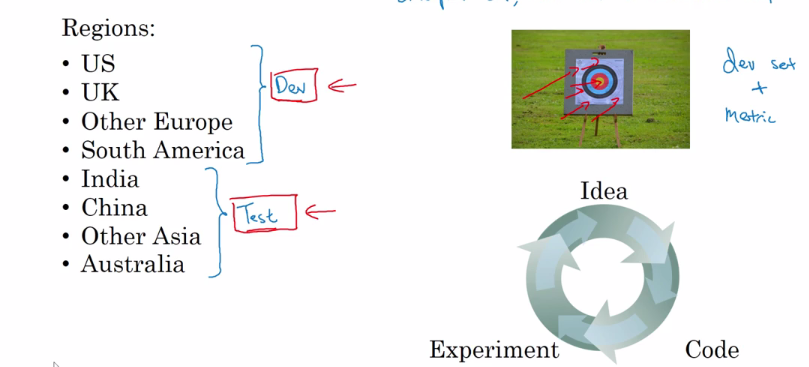 Regions:
• US
• UK
• Other Europe
• South America
• India
• China
• Other Asia
• Australia
Dev
Test
dev set
+
metric
Idea
Experiment
Code